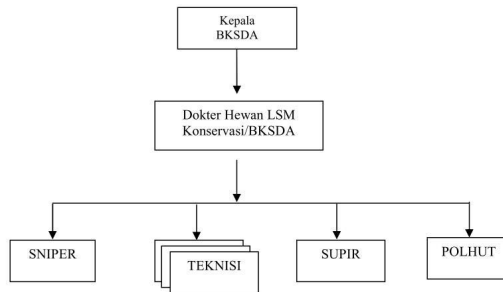 Kepala
BKSDA
Dokter Hewan LSM
Konservasi/BKSDA
SNIPER
TEKNISI
SUPIR
POLHUT